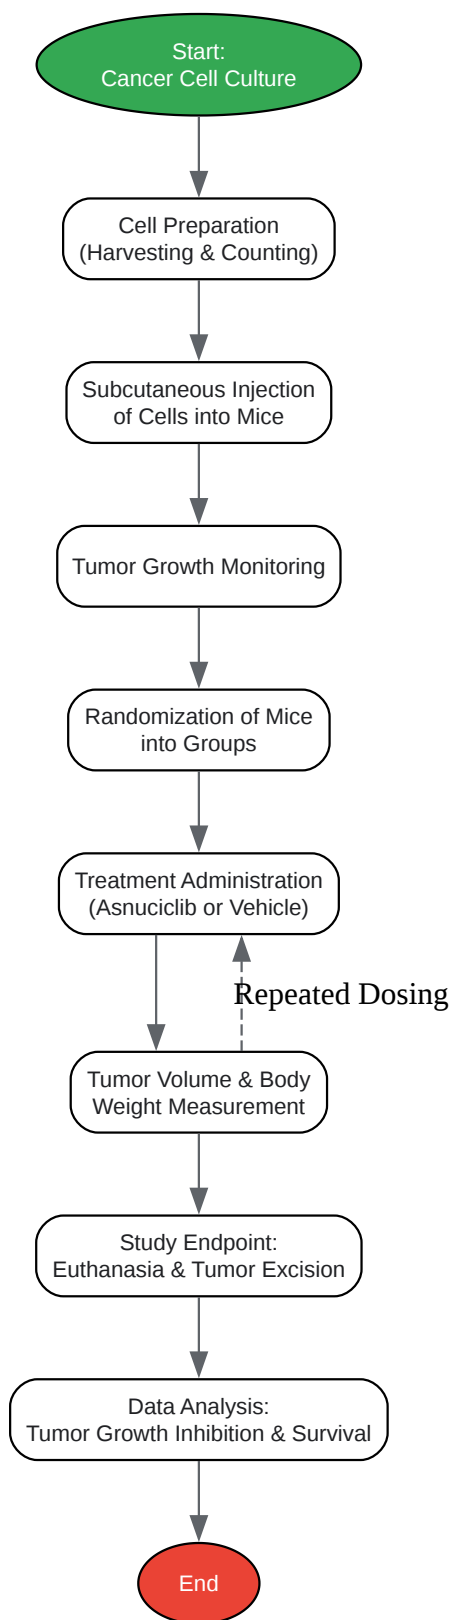 Start:
Cancer Cell Culture
Cell Preparation
(Harvesting & Counting)
Subcutaneous Injection
of Cells into Mice
Tumor Growth Monitoring
Randomization of Mice
into Groups
Treatment Administration
(Asnuciclib or Vehicle)
Repeated Dosing
Tumor Volume & Body
Weight Measurement
Study Endpoint:
Euthanasia & Tumor Excision
Data Analysis:
Tumor Growth Inhibition & Survival
End